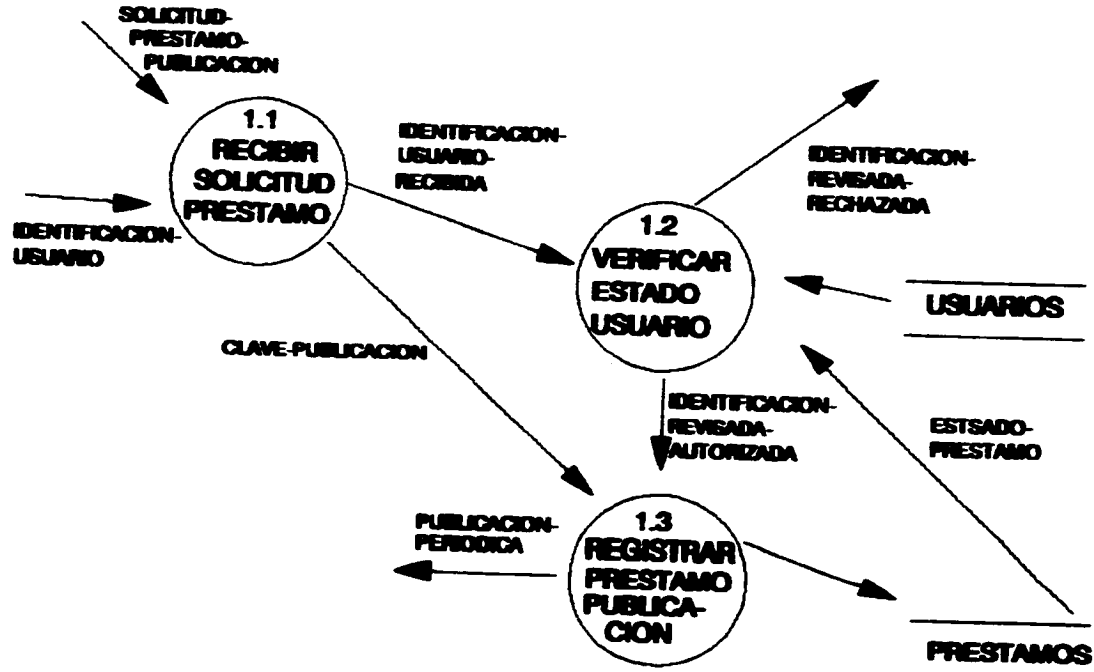 SOLICITUD-
PRESTAMO-
PUBLICACION
1.1
RECIBIR
SOLICITUD
PRESTAMO
IDENTIFICACION-
USUARIO-
RECIBIDA
IDENTIFICACION-
REVISADA-
RECHAZADA
IDENTIFICACION-
USUARIO
1.2
VERIFICAR
ESTADO
USUARIO
USUARIOS
CLAVE-PUBLICACION
IDENTIFICACION-
REVISADA-
AUTORIZADA
ESTSADO-
PRESTAMO
PUBLICACION-
PERIODICA
1.3
REGISTRAR
PRESTAMO
PUBLICA-
CION
PRESTAMOS